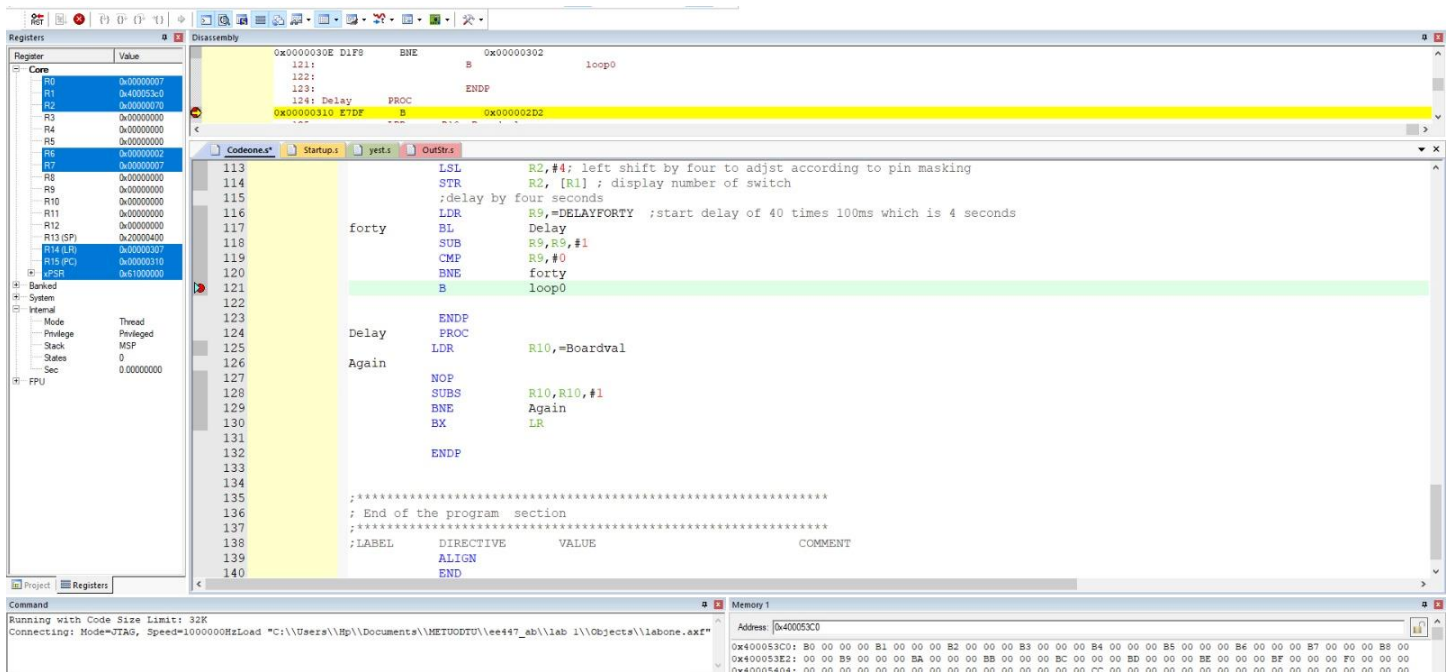 RST
Registers
Register Value
Core
R0 0x00000007
R1 0x400053c0
R2 0x00000070
R3 0x00000000
R4 0x00000000
R5 0x00000000
R6 0x00000002
R7 0x00000007
R8 0x00000000
R9 0x00000000
R10 0x00000000
R11 0x00000000
R12 0x00000000
R13 (SP) 0x20000400
R14 (LR) 0x00000307
R15 (PC) 0x00000310
xPSR 0x61000000
Banked
System
Internal
Mode Thread
Privilege Privileged
Stack MSP
States 0
Sec 0.00000000
FPU
Project Registers
Disassembly
0x0000030E D1F8 BNE 0x00000302
121: B loop0
122:
123: ENDP
124: Delay PROC
0x00000310 E7DF B 0x000002D2
Codeone.s* Startup.s yest.s OutStr.s
113 LSL R2,#4; left shift by four to adjst according to pin masking
114 STR R2, [R1] ; display number of switch
115 ;delay by four seconds
116 LDR R9,=DELAYFORTY ;start delay of 40 times 100ms which is 4 seconds
117 forty BL Delay
118 SUB R9,R9,#1
119 CMP R9,#0
120 BNE forty
121 B loop0
122
123 ENDP
124 Delay PROC
125 LDR R10,=Boardval
126 Again
127 NOP
128 SUBS R10,R10,#1
129 BNE Again
130 BX LR
131
132 ENDP
133
134
135 ;****************************************************************
136 ; End of the program section
137 ;****************************************************************
138 ;LABEL DIRECTIVE VALUE COMMENT
139 ALIGN
140 END
Command
Running with Code Size Limit: 32K
Connecting: Mode=JTAG, Speed=1000000HzLoad "C:\\Users\\Hp\\Documents\\METUODTU\\ee447_ab\\lab 1\\Objects\\labone.axf"
Memory 1
Address: 0x400053C0
0x400053C0: B0 00 00 00 B1 00 00 00 B2 00 00 00 B3 00 00 00 B4 00 00 00 B5 00 00 00 B6 00 00 00 B7 00 00 00 B8 00
0x400053E2: 00 00 B9 00 00 00 BA 00 00 00 BB 00 00 00 BC 00 00 00 BD 00 00 00 BE 00 00 00 BF 00 00 00 F0 00 00 00